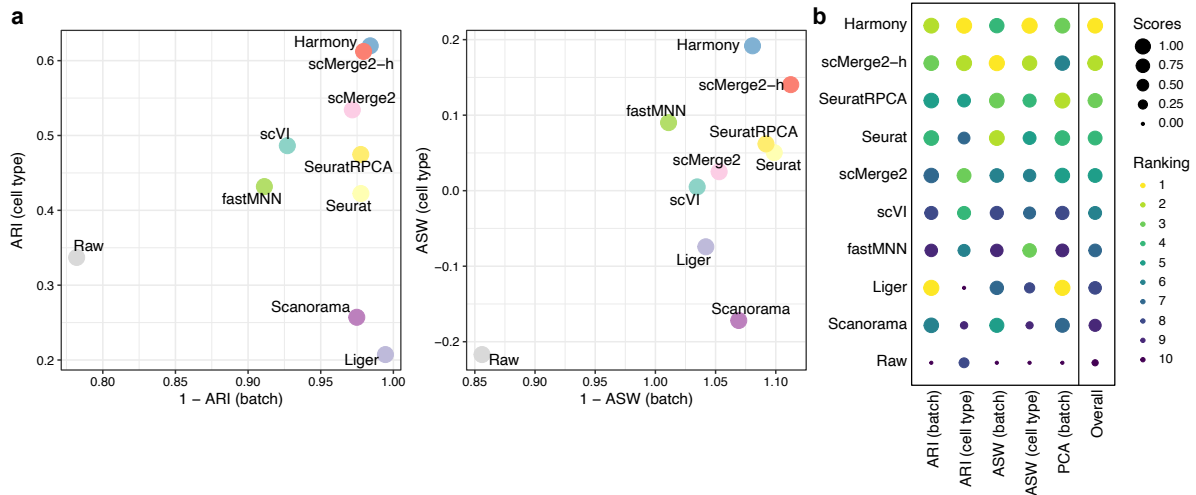 a
Harmony
scMerge2-h
scMerge2
scVI
SeuratRPCA
fastMNN
Seurat
Raw
Scanorama
Liger
0.6
0.5
0.4
0.3
0.2
ARI (cell type)
0.80
0.85
0.90
0.95
1.00
1 − ARI (batch)
Harmony
scMerge2-h
fastMNN
SeuratRPCA
scMerge2
Seurat
scVI
Liger
Scanorama
Raw
0.2
0.1
0.0
−0.1
−0.2
ASW (cell type)
0.85
0.90
0.95
1.00
1.05
1.10
1 − ASW (batch)
b
Harmony
scMerge2-h
SeuratRPCA
Seurat
scMerge2
scVI
fastMNN
Liger
Scanorama
Raw
ARI (batch)
ARI (cell type)
ASW (batch)
ASW (cell type)
PCA (batch)
Overall
Scores
1.00
0.75
0.50
0.25
0.00
Ranking
1
2
3
4
5
6
7
8
9
10